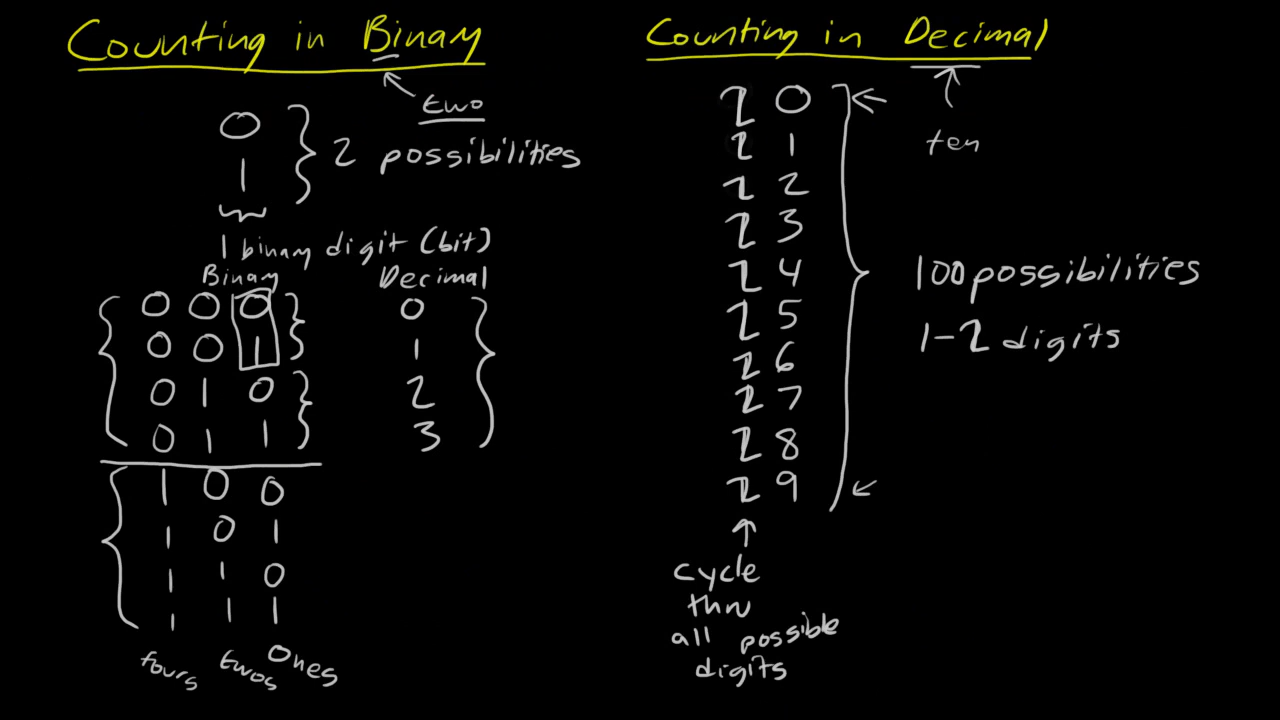 Counting in Binary
two
0
1
2 possibilities
1 binary digit (bit)
Binary Decimal
0 0 0 0
0 0 1 1
0 1 0 2
0 1 1 3
1 0 0
1 0 1
1 1 0
1 1 1
fours twos Ones
Counting in Decimal
ten
2 0
2 1
2 2
2 3
2 4
2 5
2 6
2 7
2 8
2 9
100 possibilities
1-2 digits
cycle
thru
all possible
digits